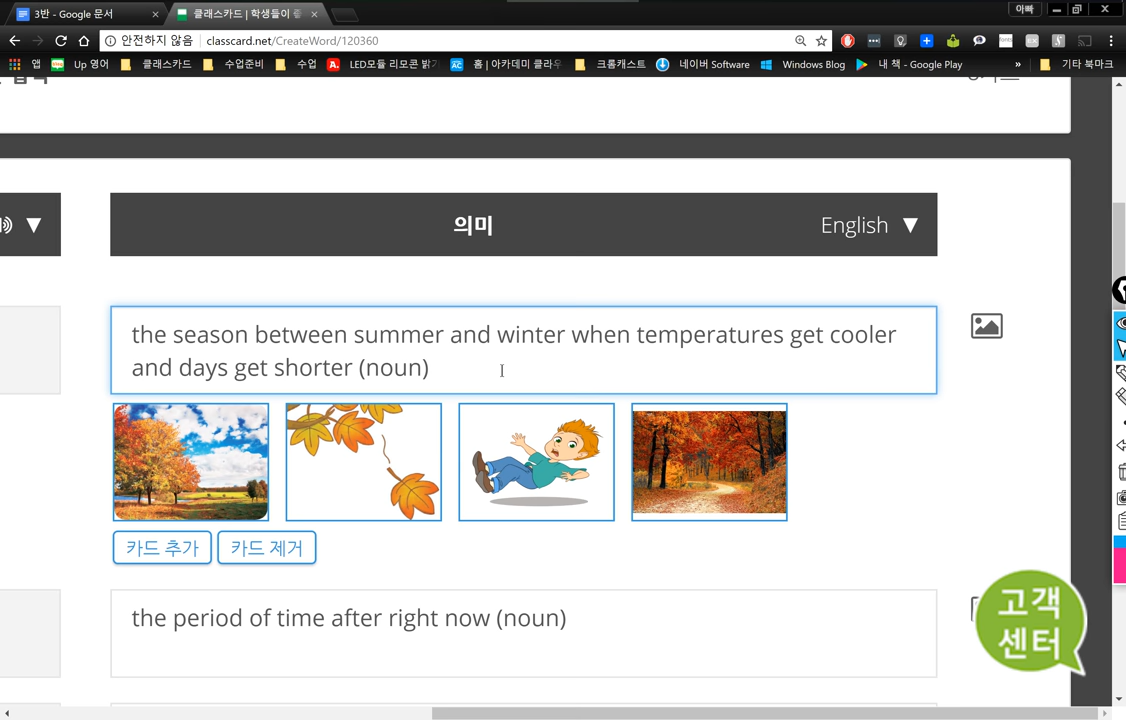 3반 - Google 문서
클래스카드 | 학생들이 즐
아빠
안전하지 않음
classcard.net/CreateWord/120360
앱
Up 영어
클래스카드
수업준비
수업
LED모듈 리모콘 밝기
홈 | 아카데미 클라우
크롬캐스트
네이버 Software
Windows Blog
내 책 - Google Play
»
기타 북마크
의미
English ▼
the season between summer and winter when temperatures get cooler
and days get shorter (noun)
카드 추가
카드 제거
the period of time after right now (noun)
고객
센터